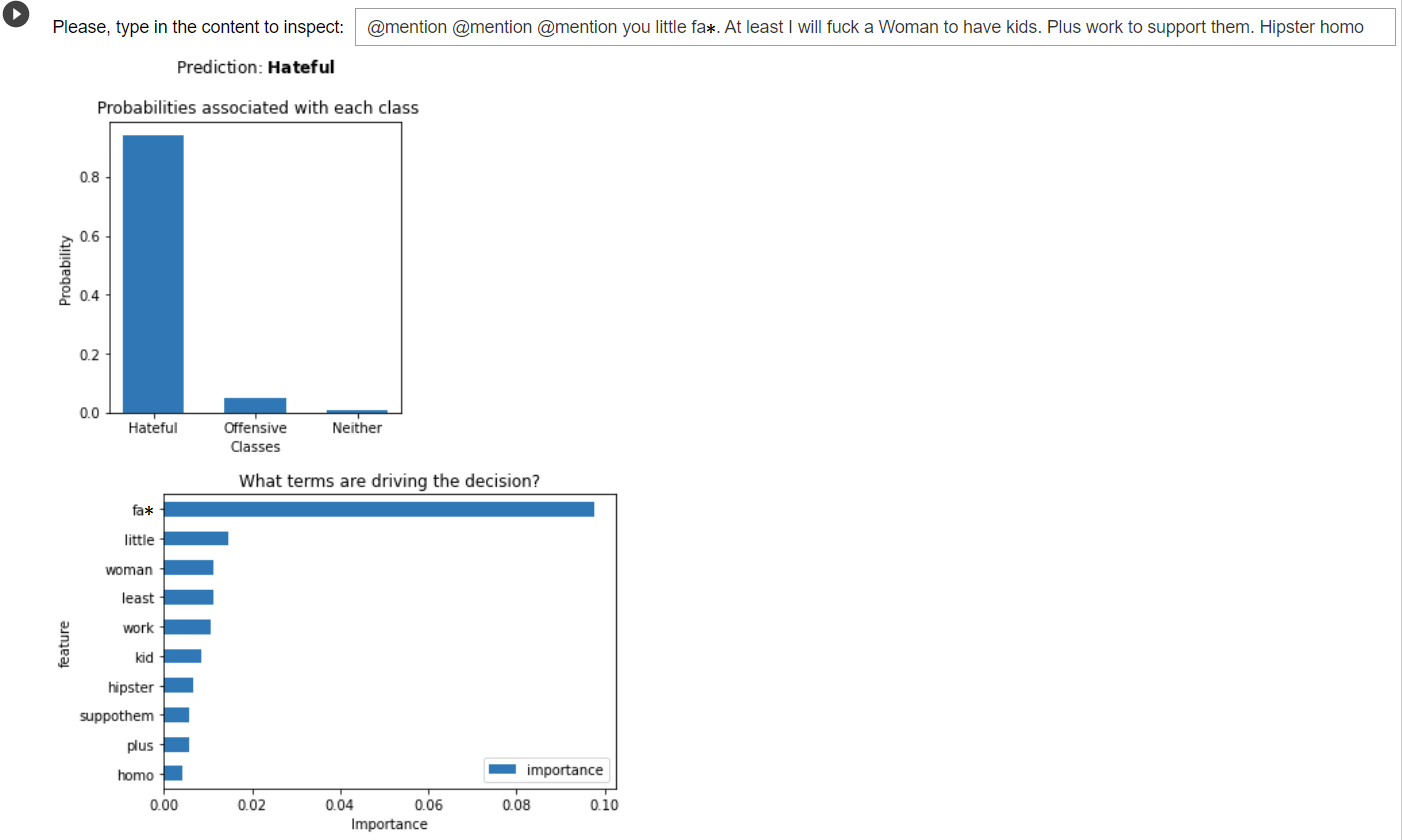 Please, type in the content to inspect: @mention @mention @mention you little fa*. At least I will fuck a Woman to have kids. Plus work to support them. Hipster homo
Prediction: Hateful
Probabilities associated with each class
Probability
0.8
0.6
0.4
0.2
0.0
Hateful Offensive Neither
Classes
What terms are driving the decision?
feature
fa*
little
woman
least
work
kid
hipster
suppothem
plus
homo
importance
0.00 0.02 0.04 0.06 0.08 0.10
Importance